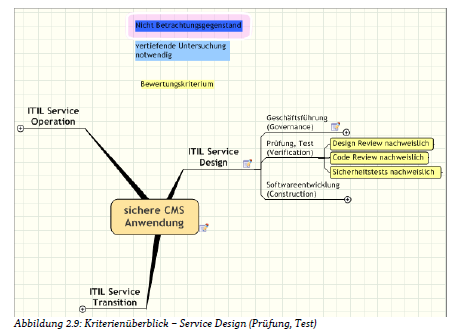 Nicht Betrachtungsgegenstand
vertiefende Untersuchung
notwendig
Bewertungskriterium
ITIL Service
Operation
Geschäftsführung
(Governance)
ITIL Service
Design
Prüfung, Test
(Verification)
Design Review nachweislich
Code Review nachweislich
Sicherheitstests nachweislich
Softwareentwicklung
(Construction)
sichere CMS
Anwendung
ITIL Service
Transition
Abbildung 2.9: Kriterienüberblick – Service Design (Prüfung, Test)